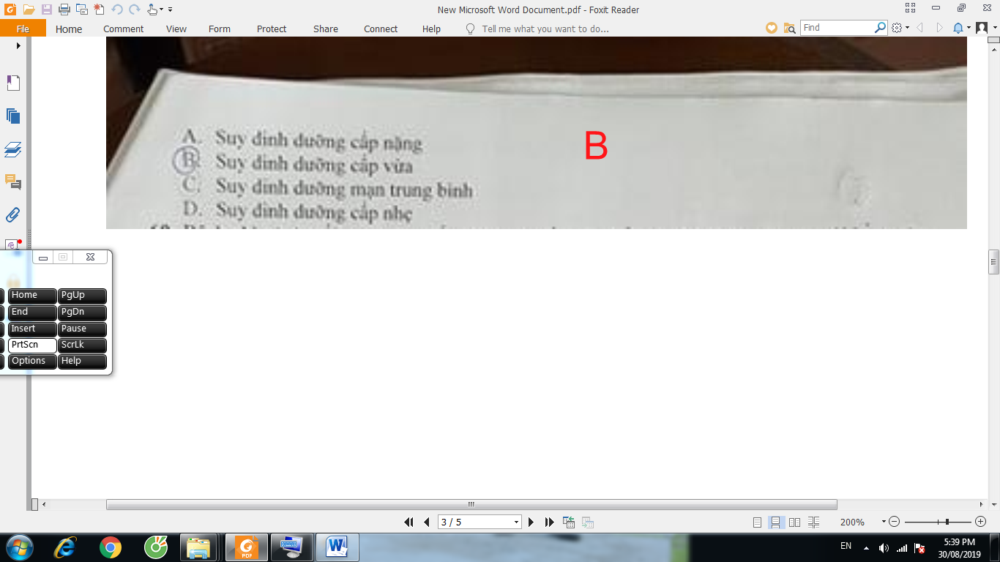 New Microsoft Word Document.pdf - Foxit Reader
File Home Comment View Form Protect Share Connect Help Tell me what you want to do... Find
A. Suy dinh dưỡng cấp nặng
B
B. Suy dinh dưỡng cấp vừa
C. Suy dinh dưỡng mạn trung bình
D. Suy dinh dưỡng cấp nhẹ
Home PgUp
End PgDn
Insert Pause
PrtScn ScrLk
Options Help
3 / 5 200%
PDF
EN 5:39 PM
30/08/2019